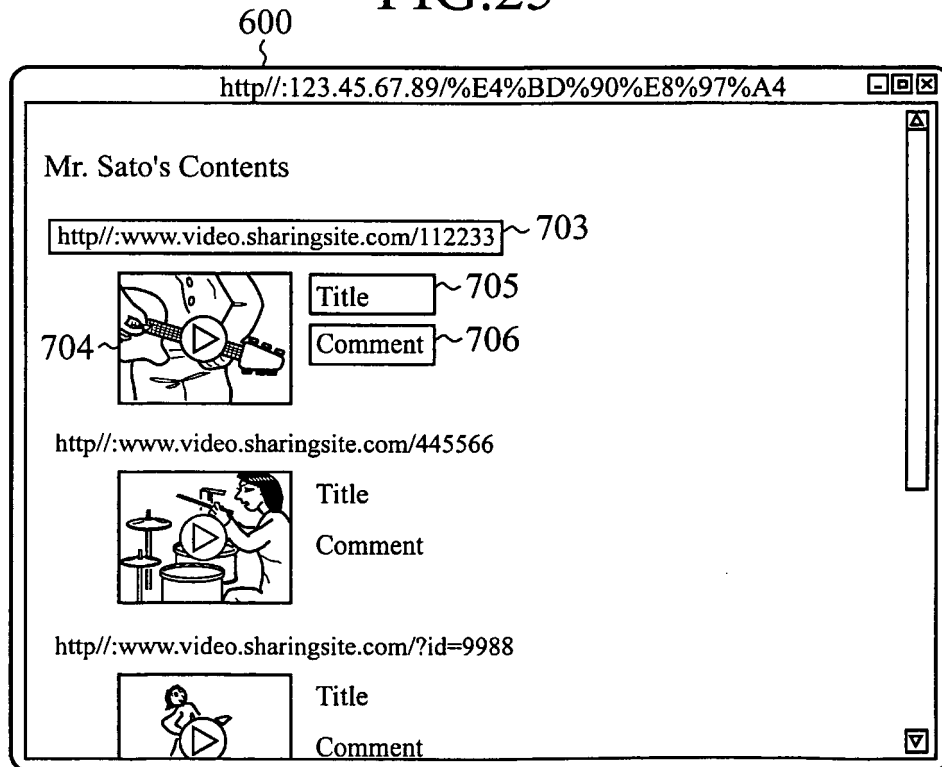 FIG.25
600
http//:123.45.67.89/%E4%BD%90%E8%97%A4
Mr. Sato's Contents
http//:www.video.sharingsite.com/112233
703
704
Title
705
Comment
706
http//:www.video.sharingsite.com/445566
Title
Comment
http//:www.video.sharingsite.com/?id=9988
Title
Comment